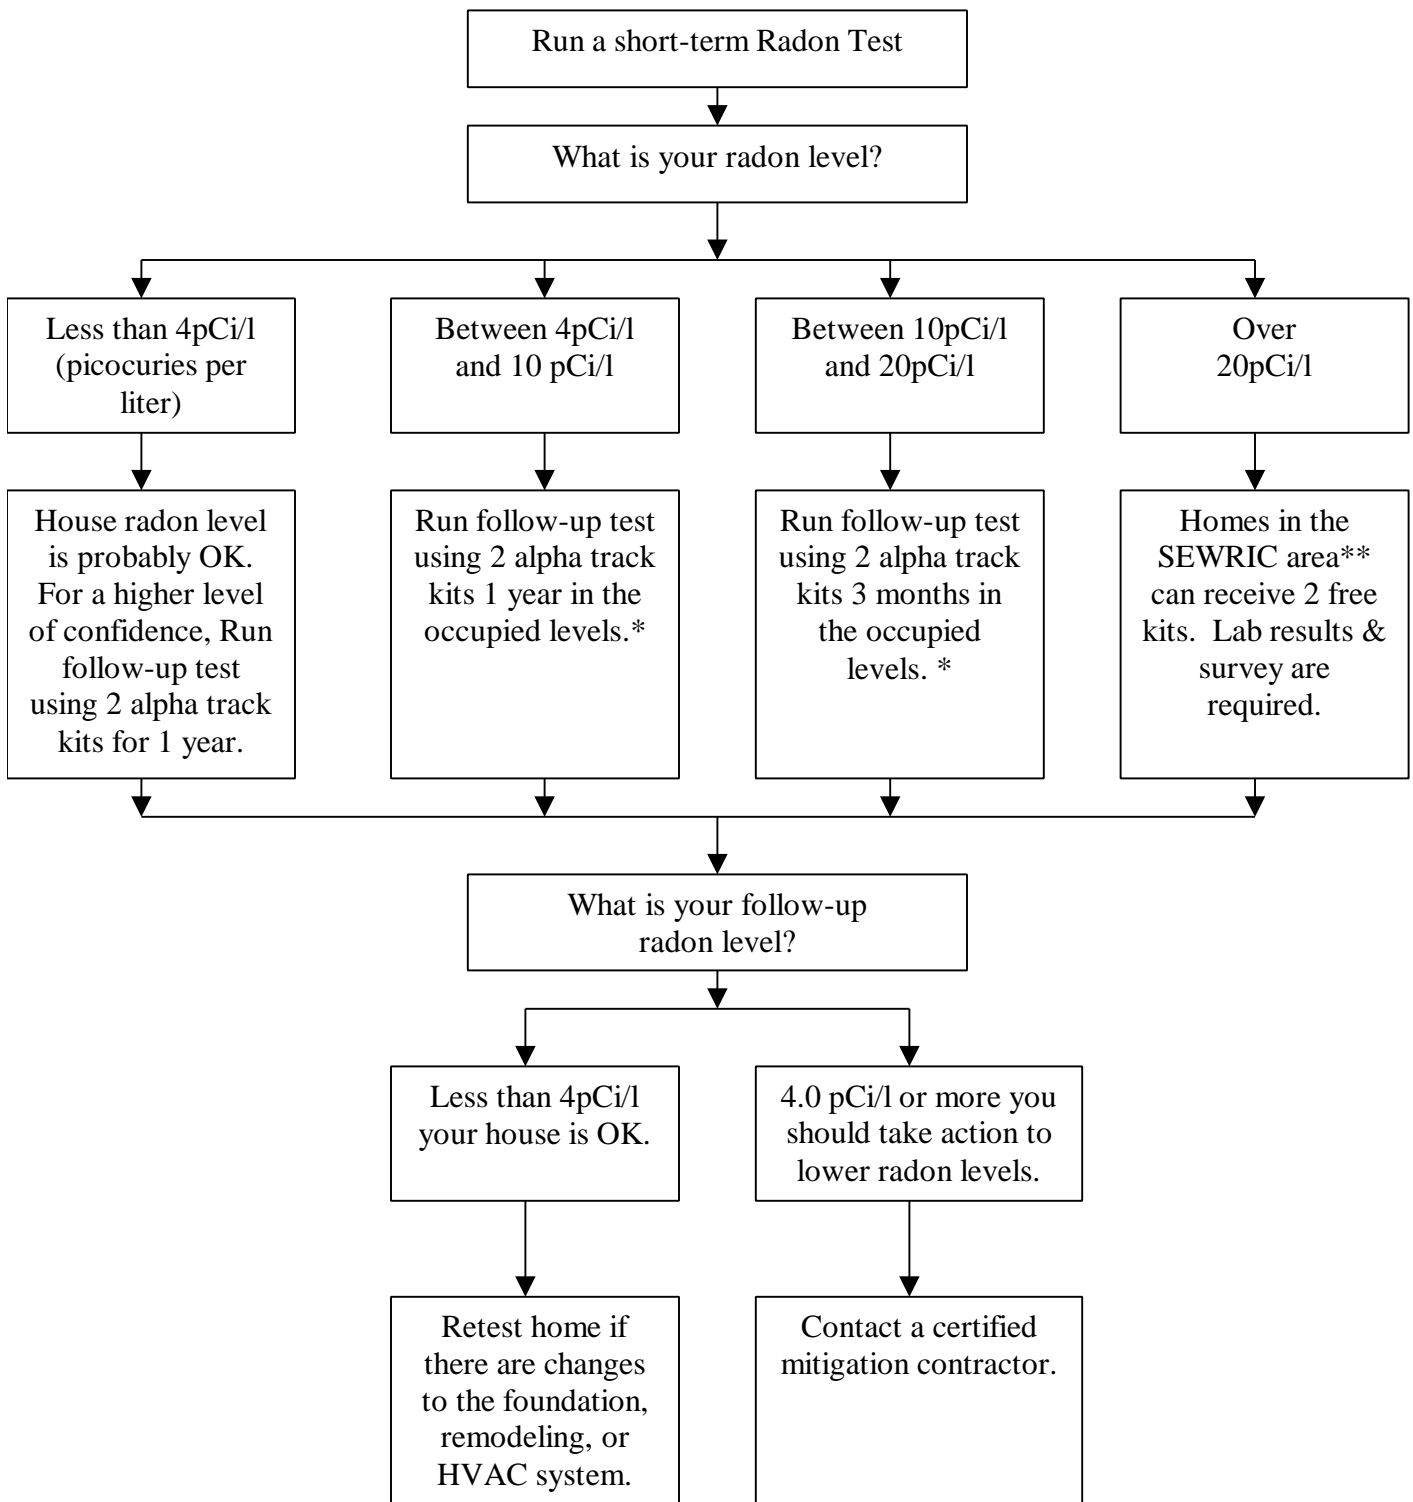 Run a short-term Radon Test
What is your radon level?
Less than 4pCi/l
(picocuries per
liter)
Between 4pCi/l
and 10 pCi/l
Between 10pCi/l
and 20pCi/l
Over
20pCi/l
House radon level
is probably OK.
For a higher level
of confidence, Run
follow-up test
using 2 alpha track
kits for 1 year.
Run follow-up test
using 2 alpha track
kits 1 year in the
occupied levels.*
Run follow-up test
using 2 alpha track
kits 3 months in
the occupied
levels. *
Homes in the
SEWRIC area**
can receive 2 free
kits.  Lab results &
survey are
required.
What is your follow-up
radon level?
Less than 4pCi/l
your house is OK.
4.0 pCi/l or more you
should take action to
lower radon levels.
Retest home if
there are changes
to the foundation,
remodeling, or
HVAC system.
Contact a certified
mitigation contractor.